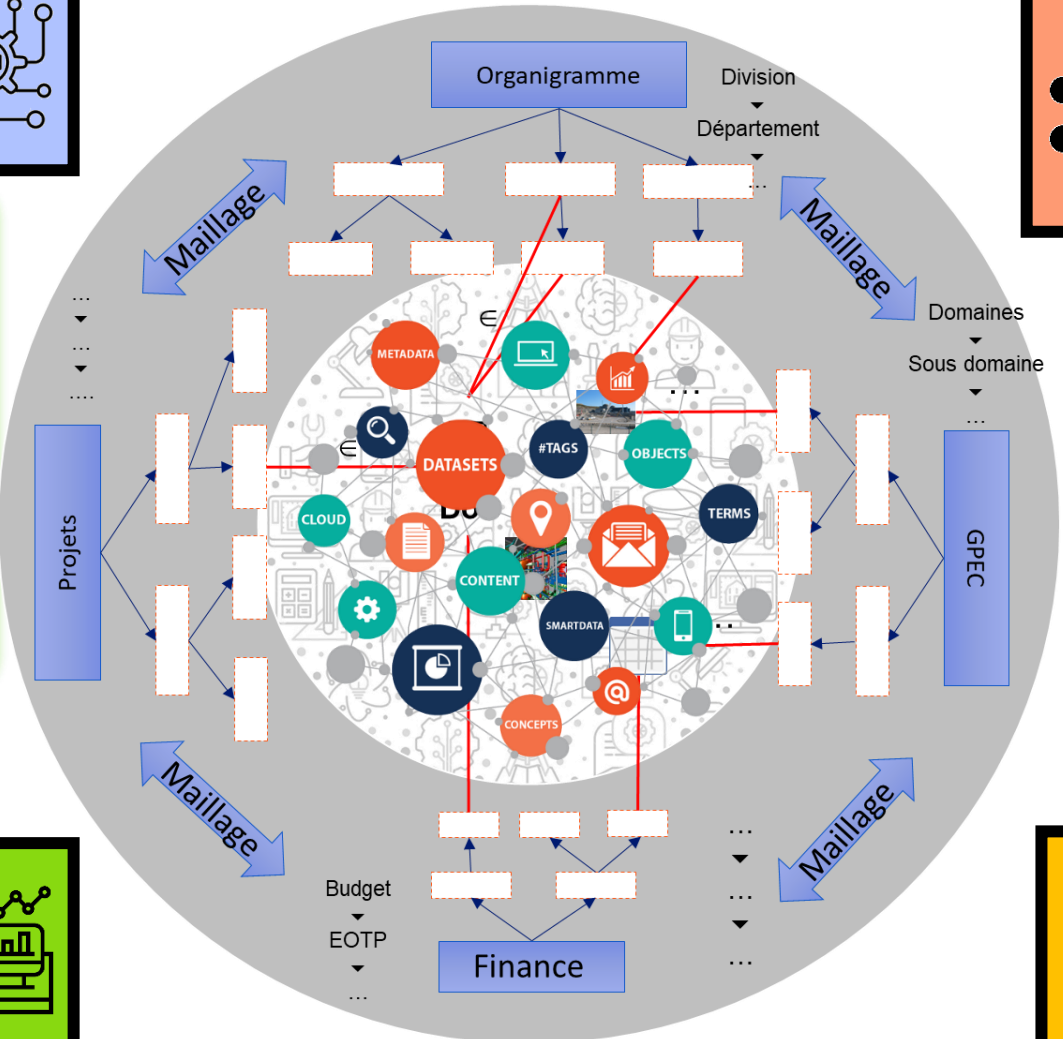 Organigramme
Division
Département
...
Maillage
Maillage
...
...
....
Domaines
Sous domaine
...
∈
METADATA
...
∈
#TAGS
OBJECTS
DATASETS
CLOUD
TERMS
CONTENT
SMARTDATA
..
CONCEPTS
Projets
GPEC
Maillage
Maillage
...
...
...
Budget
EOTP
...
Finance